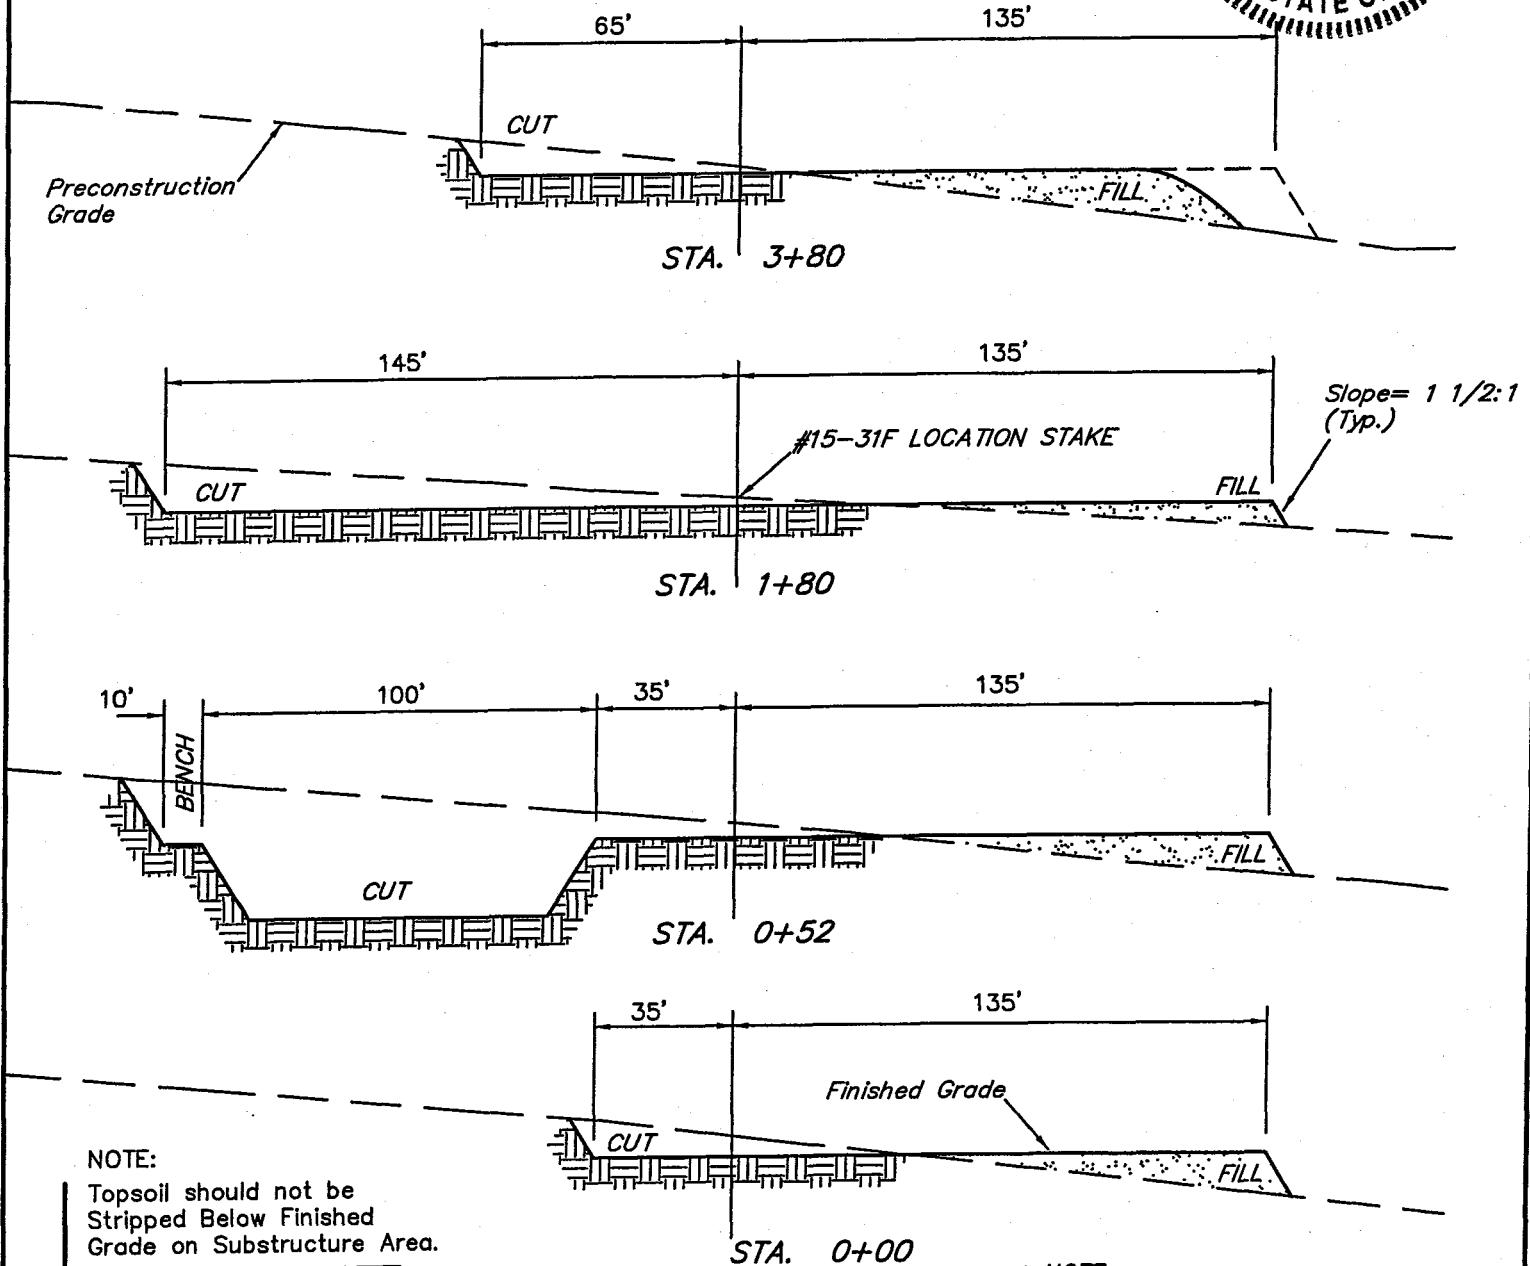 STATE O
65' 135'
CUT
Preconstruction
Grade
FILL
STA. 3+80
145' 135'
Slope= 1 1/2:1
(Typ.)
#15-31F LOCATION STAKE
CUT
FILL
STA. 1+80
10' 100' 35' 135'
BENCH
CUT
FILL
STA. 0+52
35' 135'
Finished Grade
CUT
FILL
NOTE:
Topsoil should not be
Stripped Below Finished
Grade on Substructure Area.
STA. 0+00
NOTE